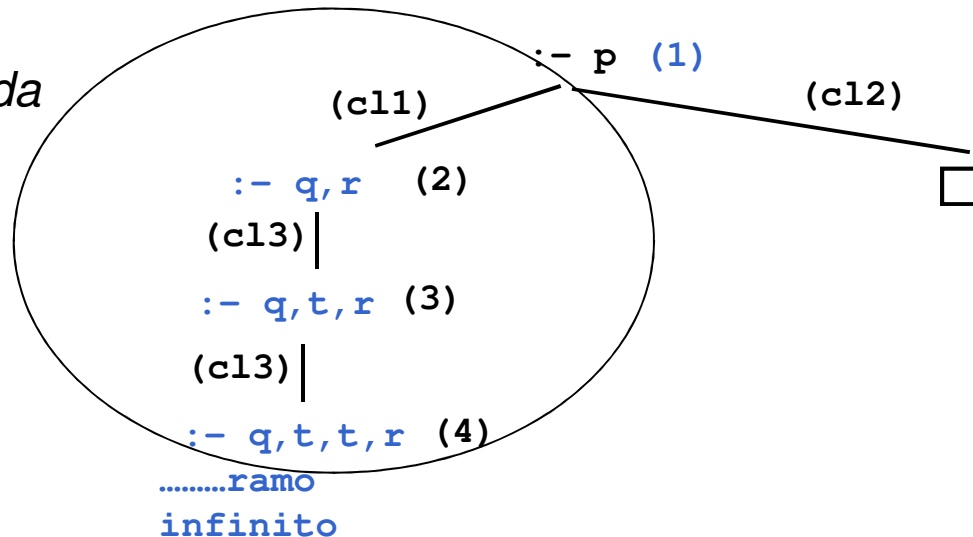 :- p (1)
da
(cl1)
(cl2)
:- q,r (2)
(cl3)
:- q,t,r (3)
(cl3)
:- q,t,t,r (4)
………ramo
infinito